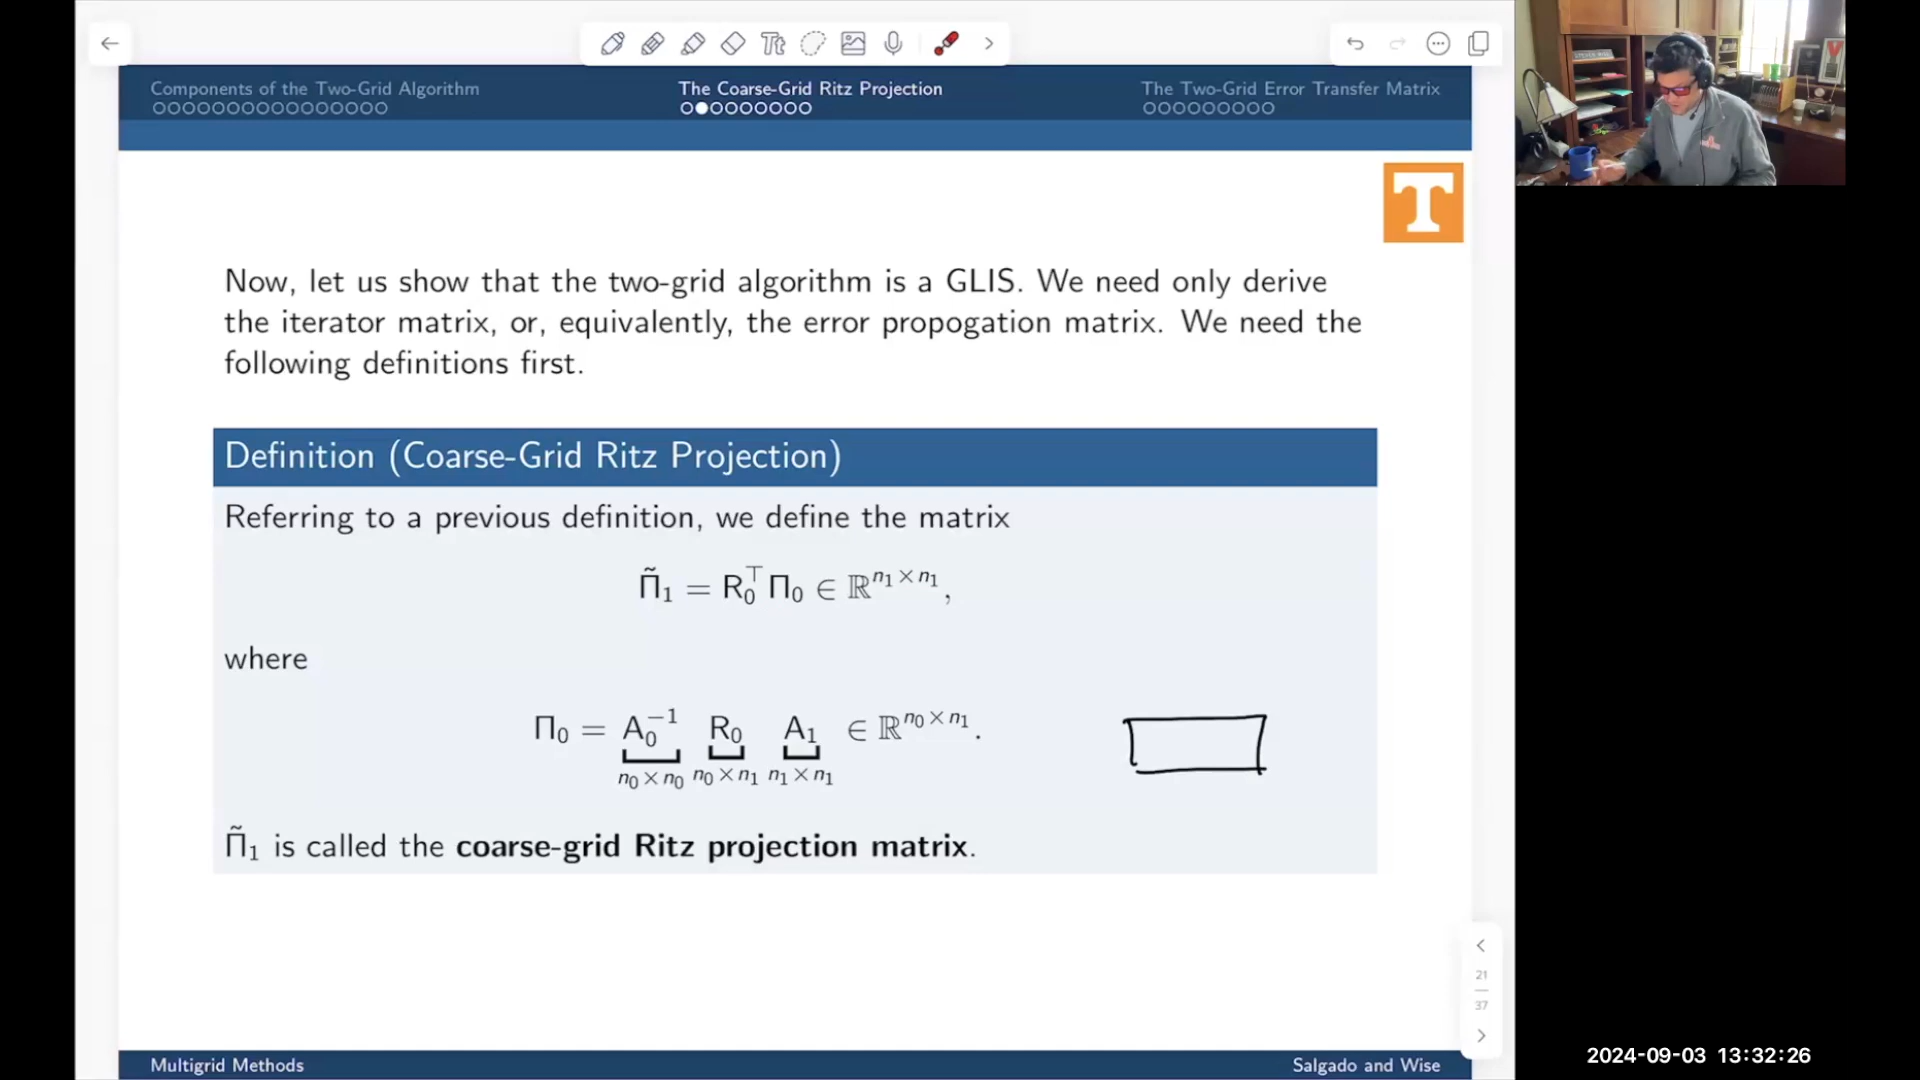 Tt
Components of the Two-Grid Algorithm
The Coarse-Grid Ritz Projection
The Two-Grid Error Transfer Matrix
T
Now, let us show that the two-grid algorithm is a GLIS. We need only derive
the iterator matrix, or, equivalently, the error propogation matrix. We need the
following definitions first.
Definition (Coarse-Grid Ritz Projection)
Referring to a previous definition, we define the matrix
Π̃₁ = R₀^⊤ Π₀ ∈ ℝ^{n₁×n₁},
where
Π₀ = A₀⁻¹ R₀ A₁ ∈ ℝ^{n₀×n₁}.
n₀×n₀ n₀×n₁ n₁×n₁
Π̃₁ is called the coarse-grid Ritz projection matrix.
21
37
Multigrid Methods
Salgado and Wise
2024-09-03 13:32:26